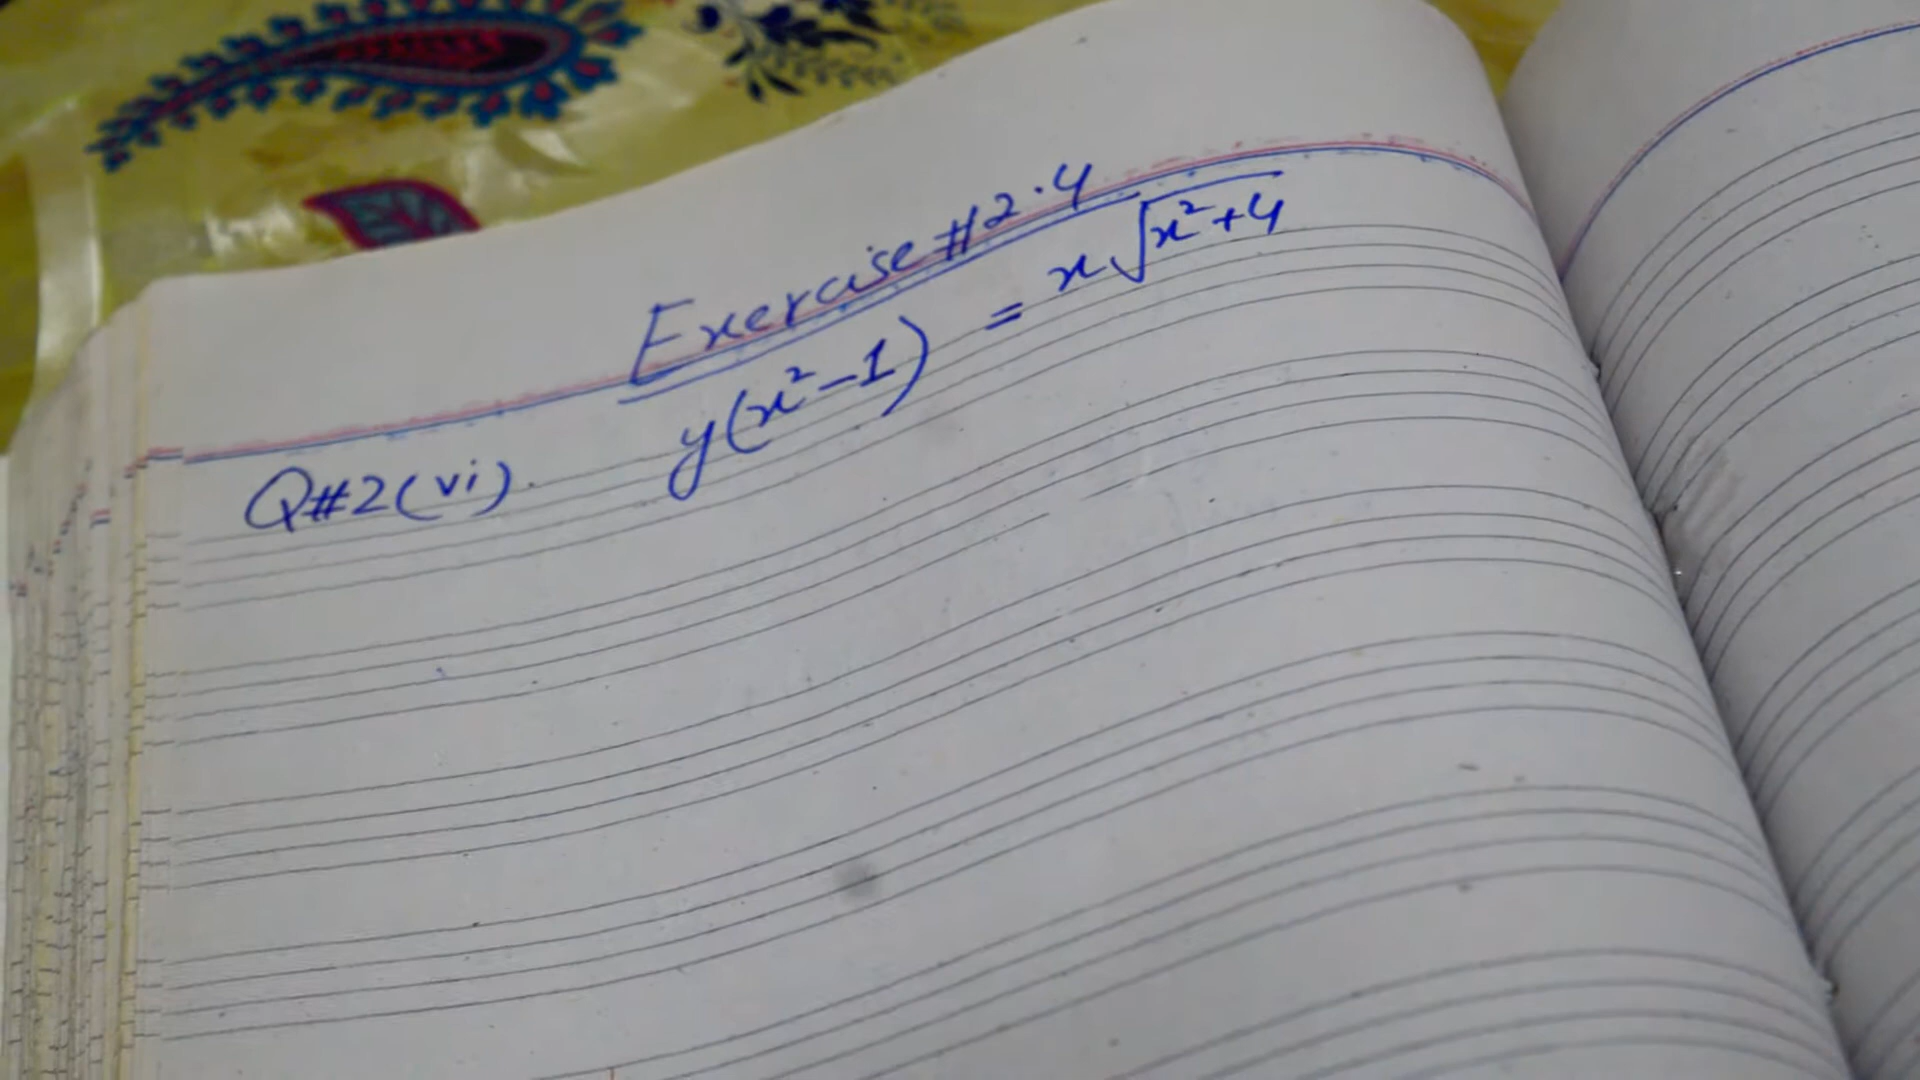 Exercise #2.4
Q#2(vi). y(x²-1) = x√x²+4